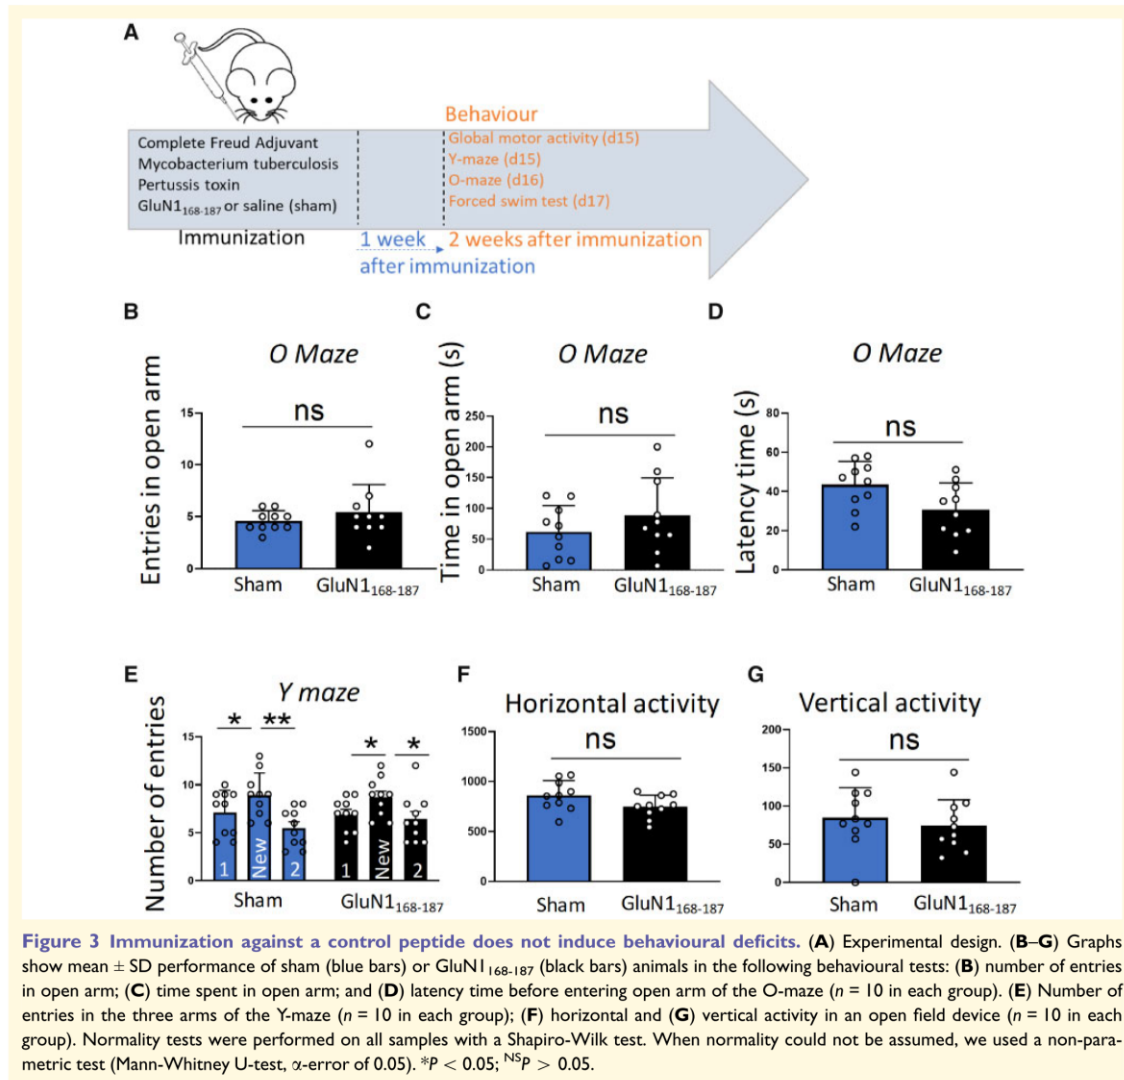 A
Behaviour
Complete Freud Adjuvant
Mycobacterium tuberculosis
Pertussis toxin
GluN1168-187 or saline (sham)
Global motor activity (d15)
Y-maze (d15)
O-maze (d16)
Forced swim test (d17)
Immunization
1 week
after immunization
2 weeks after immunization
B
O Maze
Entries in open arm
15
10
5
0
ns
Sham
GluN1168-187
C
O Maze
Time in open arm (s)
250
200
150
100
50
0
ns
Sham
GluN1168-187
D
O Maze
Latency time (s)
80
60
40
20
0
ns
Sham
GluN1168-187
E
Y maze
Number of entries
15
10
5
0
* ** * *
1 New 2 1 New 2
Sham
GluN1168-187
F
Horizontal activity
1500
1000
500
0
ns
Sham
GluN1168-187
G
Vertical activity
200
150
100
50
0
ns
Sham
GluN1168-187
Figure 3 Immunization against a control peptide does not induce behavioural deficits. (A) Experimental design. (B–G) Graphs
show mean ± SD performance of sham (blue bars) or GluN1168-187 (black bars) animals in the following behavioural tests: (B) number of entries
in open arm; (C) time spent in open arm; and (D) latency time before entering open arm of the O-maze (n = 10 in each group). (E) Number of
entries in the three arms of the Y-maze (n = 10 in each group); (F) horizontal and (G) vertical activity in an open field device (n = 10 in each
group). Normality tests were performed on all samples with a Shapiro-Wilk test. When normality could not be assumed, we used a non-para-
metric test (Mann-Whitney U-test, α-error of 0.05). *P < 0.05; NSP > 0.05.